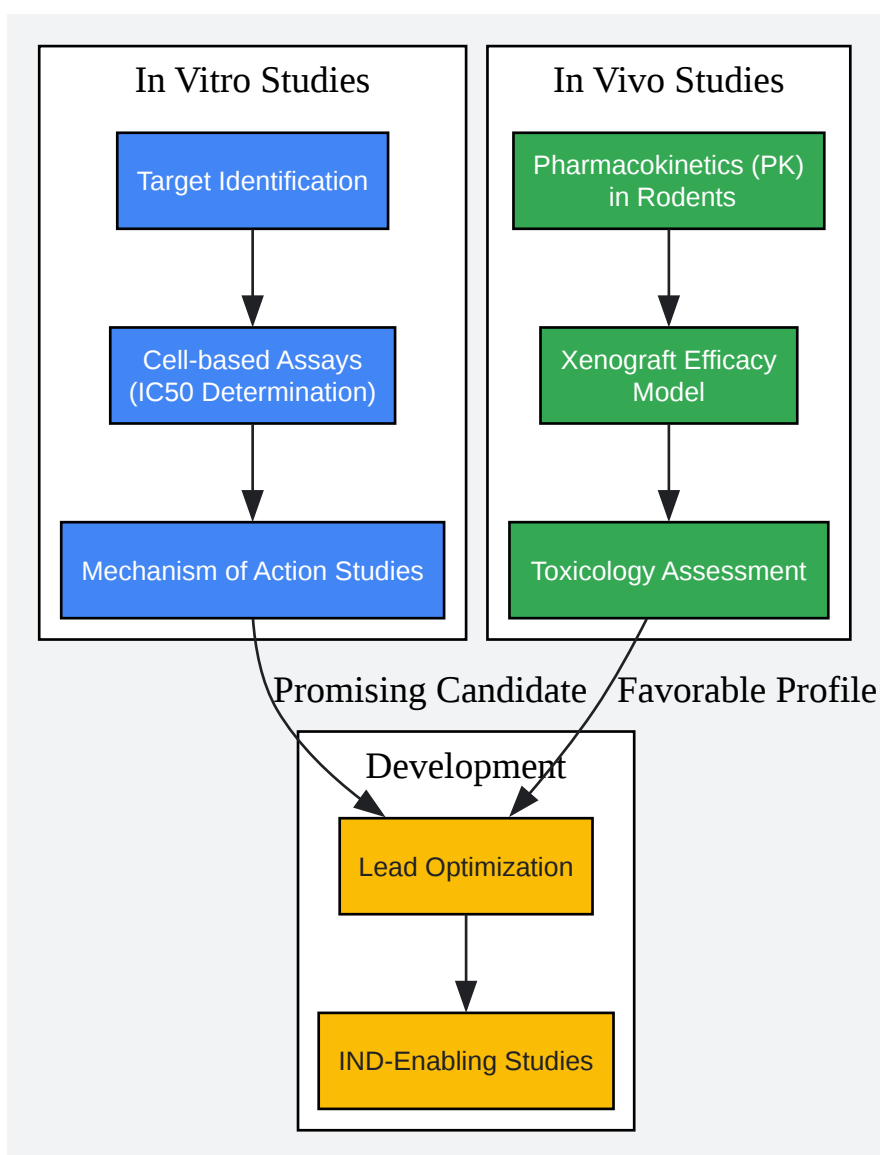 In Vitro Studies
Target Identification
Cell-based Assays
(IC50 Determination)
Mechanism of Action Studies
In Vivo Studies
Pharmacokinetics (PK)
in Rodents
Xenograft Efficacy
Model
Toxicology Assessment
Promising Candidate
Favorable Profile
Development
Lead Optimization
IND-Enabling Studies